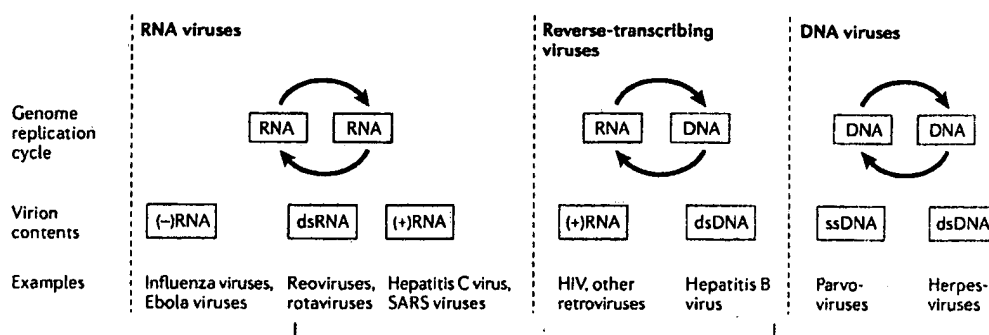 RNA viruses
Reverse-transcribing
viruses
DNA viruses
Genome
replication
cycle
RNA RNA
RNA DNA
DNA DNA
Virion
contents
(–)RNA dsRNA (+)RNA
(+)RNA dsDNA
ssDNA dsDNA
Examples
Influenza viruses,
Ebola viruses
Reoviruses,
rotaviruses
Hepatitis C virus,
SARS viruses
HIV, other
retroviruses
Hepatitis B
virus
Parvo-
viruses
Herpes-
viruses